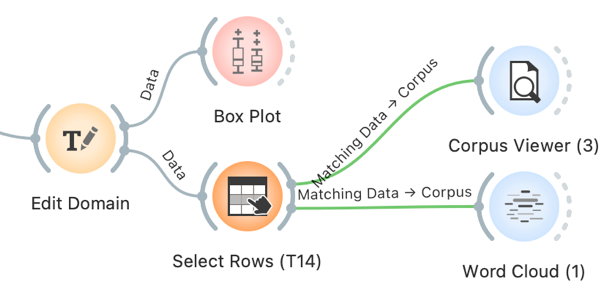 Data
Box Plot
T
Edit Domain
Data
Select Rows (T14)
Matching Data → Corpus
Corpus Viewer (3)
Matching Data → Corpus
Word Cloud (1)